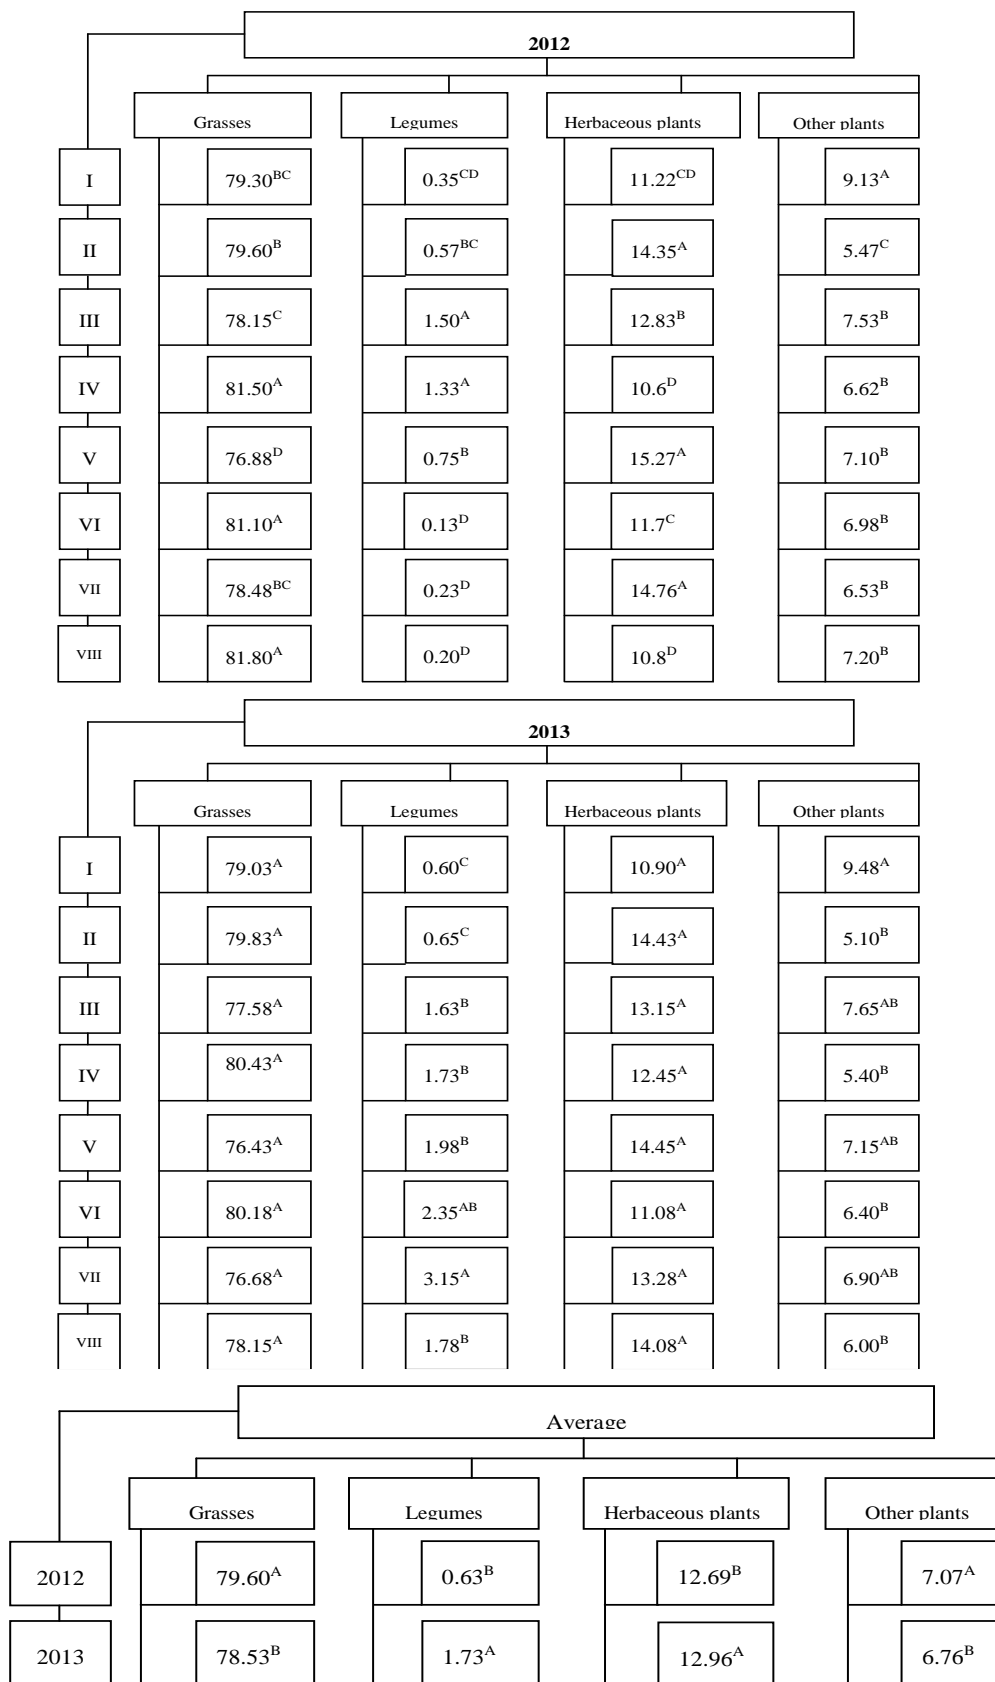 2012
Grasses Legumes Herbaceous plants Other plants
I 79.30BC 0.35CD 11.22CD 9.13A
II 79.60B 0.57BC 14.35A 5.47C
III 78.15C 1.50A 12.83B 7.53B
IV 81.50A 1.33A 10.6D 6.62B
V 76.88D 0.75B 15.27A 7.10B
VI 81.10A 0.13D 11.7C 6.98B
VII 78.48BC 0.23D 14.76A 6.53B
VIII 81.80A 0.20D 10.8D 7.20B
2013
Grasses Legumes Herbaceous plants Other plants
I 79.03A 0.60C 10.90A 9.48A
II 79.83A 0.65C 14.43A 5.10B
III 77.58A 1.63B 13.15A 7.65AB
IV 80.43A 1.73B 12.45A 5.40B
V 76.43A 1.98B 14.45A 7.15AB
VI 80.18A 2.35AB 11.08A 6.40B
VII 76.68A 3.15A 13.28A 6.90AB
VIII 78.15A 1.78B 14.08A 6.00B
Average
Grasses Legumes Herbaceous plants Other plants
2012 79.60A 0.63B 12.69B 7.07A
2013 78.53B 1.73A 12.96A 6.76B